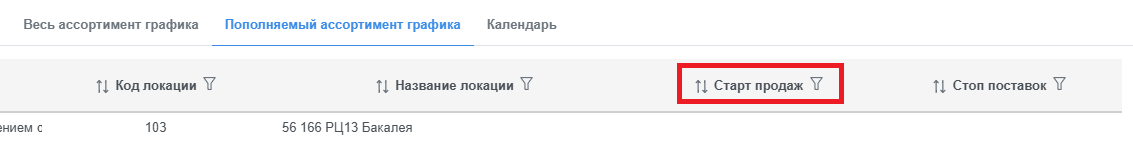 Весь ассортимент графика Пополняемый ассортимент графика Календарь
Код локации Название локации Старт продаж Стоп поставок
ением с 103 56 166 РЦ13 Бакалея